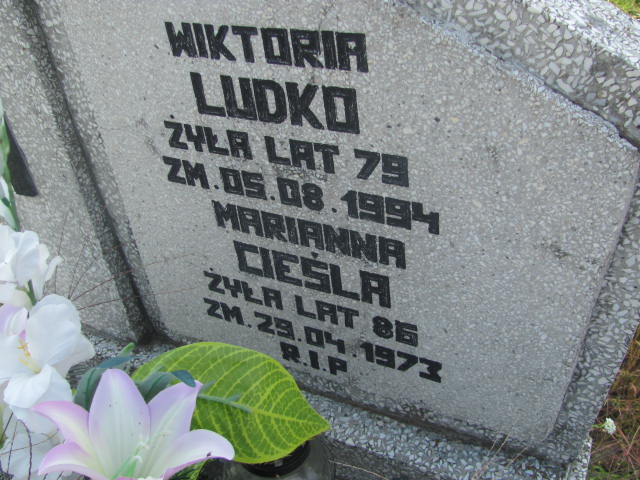 WIKTORIA
LUDKO
ŻYŁA LAT 79
ZM. 05.08.1994
MARIANNA
CIEŚLA
ŻYŁA LAT 86
ZM. 29.04.1973
R.I.P